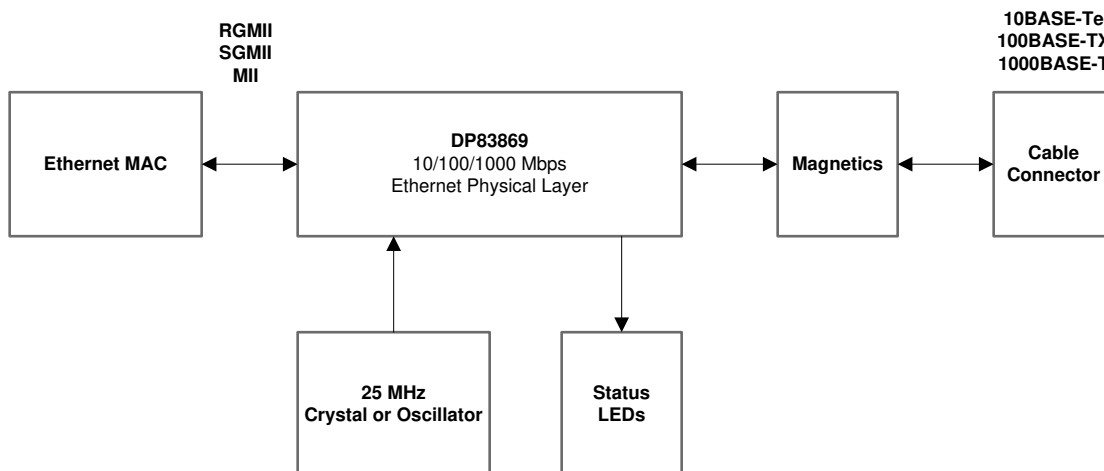 RGMII
SGMII
MII
10BASE-Te
100BASE-TX
1000BASE-T
Ethernet MAC
DP83869
10/100/1000 Mbps
Ethernet Physical Layer
Magnetics
Cable
Connector
25 MHz
Crystal or Oscillator
Status
LEDs